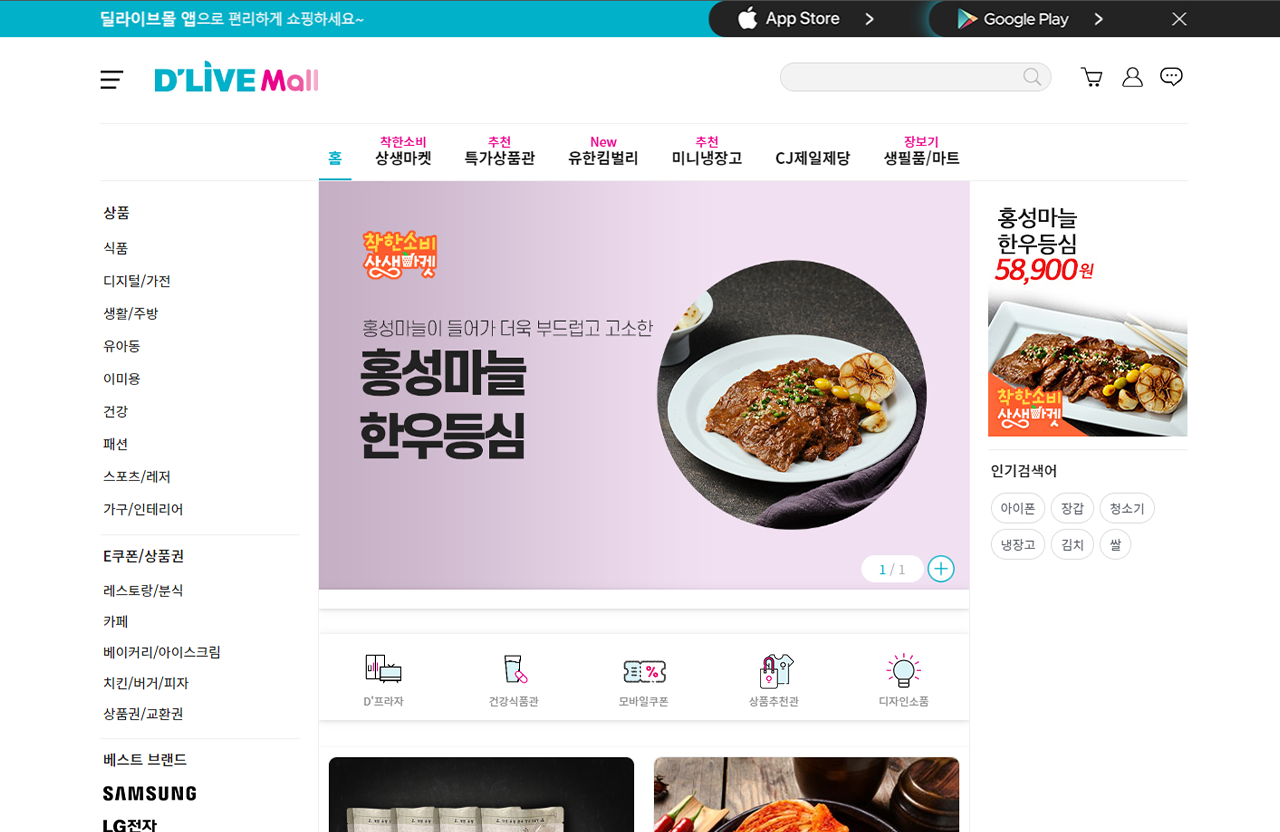 딜라이브몰 앱으로 편리하게 쇼핑하세요~
App Store
Google Play
D'LIVE Mall
홈
착한소비
상생마켓
추천
특가상품관
New
유한킴벌리
추천
미니냉장고
CJ제일제당
장보기
생필품/마트
상품
식품
디지털/가전
생활/주방
유아동
이미용
건강
패션
스포츠/레저
가구/인테리어
E쿠폰/상품권
레스토랑/분식
카페
베이커리/아이스크림
치킨/버거/피자
상품권/교환권
베스트 브랜드
SAMSUNG
LG전자
착한소비
상생마켓
홍성마늘이 들어가 더욱 부드럽고 고소한
홍성마늘
한우등심
1 / 1
D'프라자
건강식품관
모바일쿠폰
상품추천관
디자인소품
홍성마늘
한우등심
58,900원
착한소비
상생마켓
인기검색어
아이폰
장갑
청소기
냉장고
김치
쌀